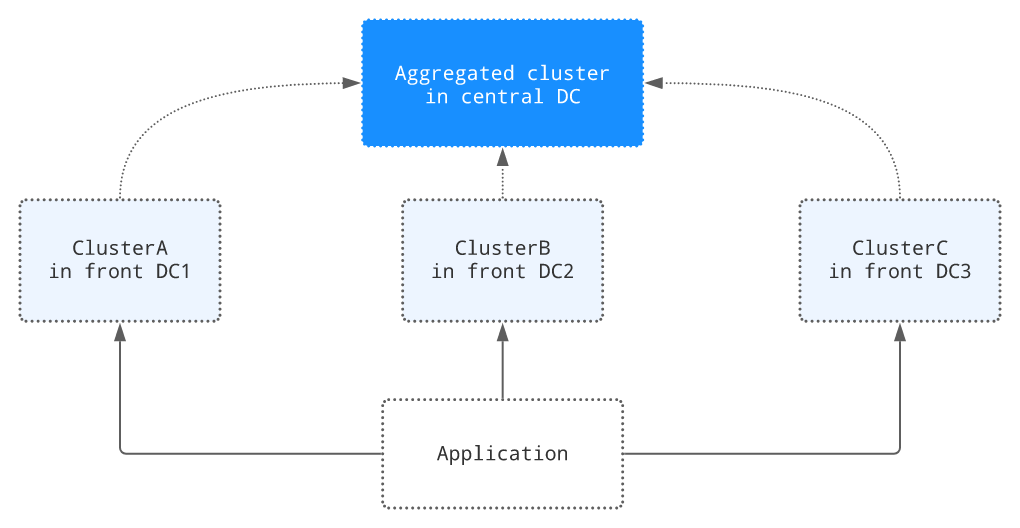 Aggregated cluster
in central DC
ClusterA
in front DC1
ClusterB
in front DC2
ClusterC
in front DC3
Application